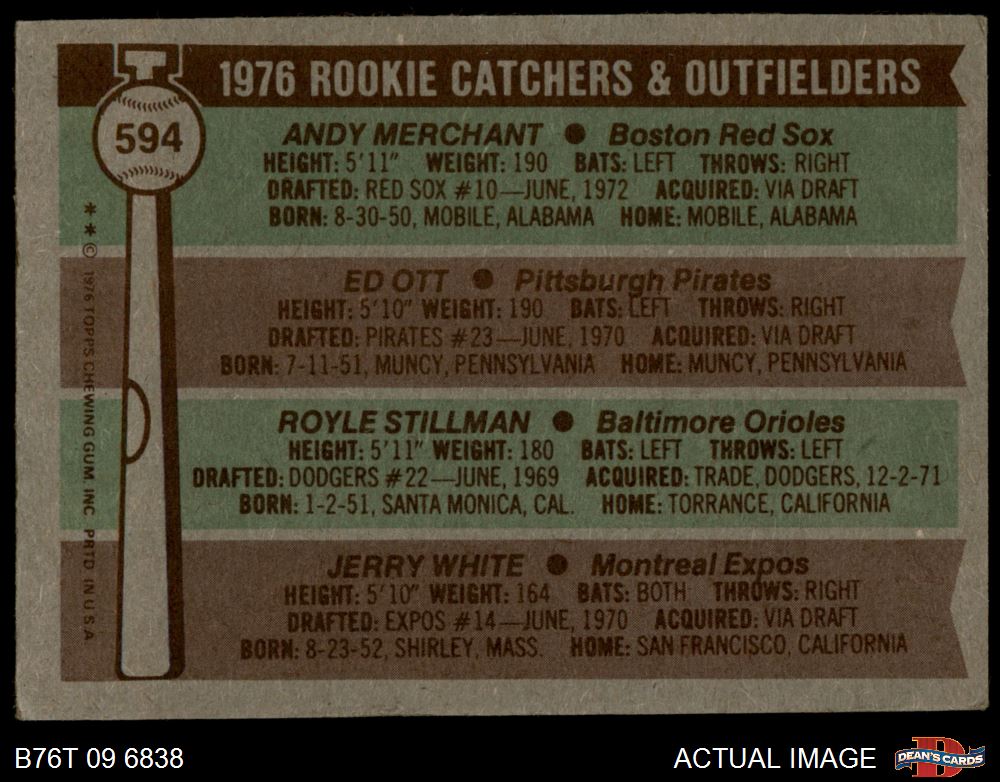 1976 ROOKIE CATCHERS & OUTFIELDERS
594
ANDY MERCHANT ● Boston Red Sox
HEIGHT: 5'11" WEIGHT: 190 BATS: LEFT THROWS: RIGHT
DRAFTED: RED SOX #10—JUNE, 1972 ACQUIRED: VIA DRAFT
BORN: 8-30-50, MOBILE, ALABAMA HOME: MOBILE, ALABAMA
ED OTT ● Pittsburgh Pirates
HEIGHT: 5'10" WEIGHT: 190 BATS: LEFT THROWS: RIGHT
DRAFTED: PIRATES #23—JUNE, 1970 ACQUIRED: VIA DRAFT
BORN: 7-11-51, MUNCY, PENNSYLVANIA HOME: MUNCY, PENNSYLVANIA
ROYLE STILLMAN ● Baltimore Orioles
HEIGHT: 5'11" WEIGHT: 180 BATS: LEFT THROWS: LEFT
DRAFTED: DODGERS #22—JUNE, 1969 ACQUIRED: TRADE, DODGERS, 12-2-71
BORN: 1-2-51, SANTA MONICA, CAL. HOME: TORRANCE, CALIFORNIA
JERRY WHITE ● Montreal Expos
HEIGHT: 5'10" WEIGHT: 164 BATS: BOTH THROWS: RIGHT
DRAFTED: EXPOS #14—JUNE, 1970 ACQUIRED: VIA DRAFT
BORN: 8-23-52, SHIRLEY, MASS. HOME: SAN FRANCISCO, CALIFORNIA
** © 1976 TOPPS CHEWING GUM, INC. PRTD. IN U.S.A.
B76T 09 6838
ACTUAL IMAGE
D
DEAN'S CARDS